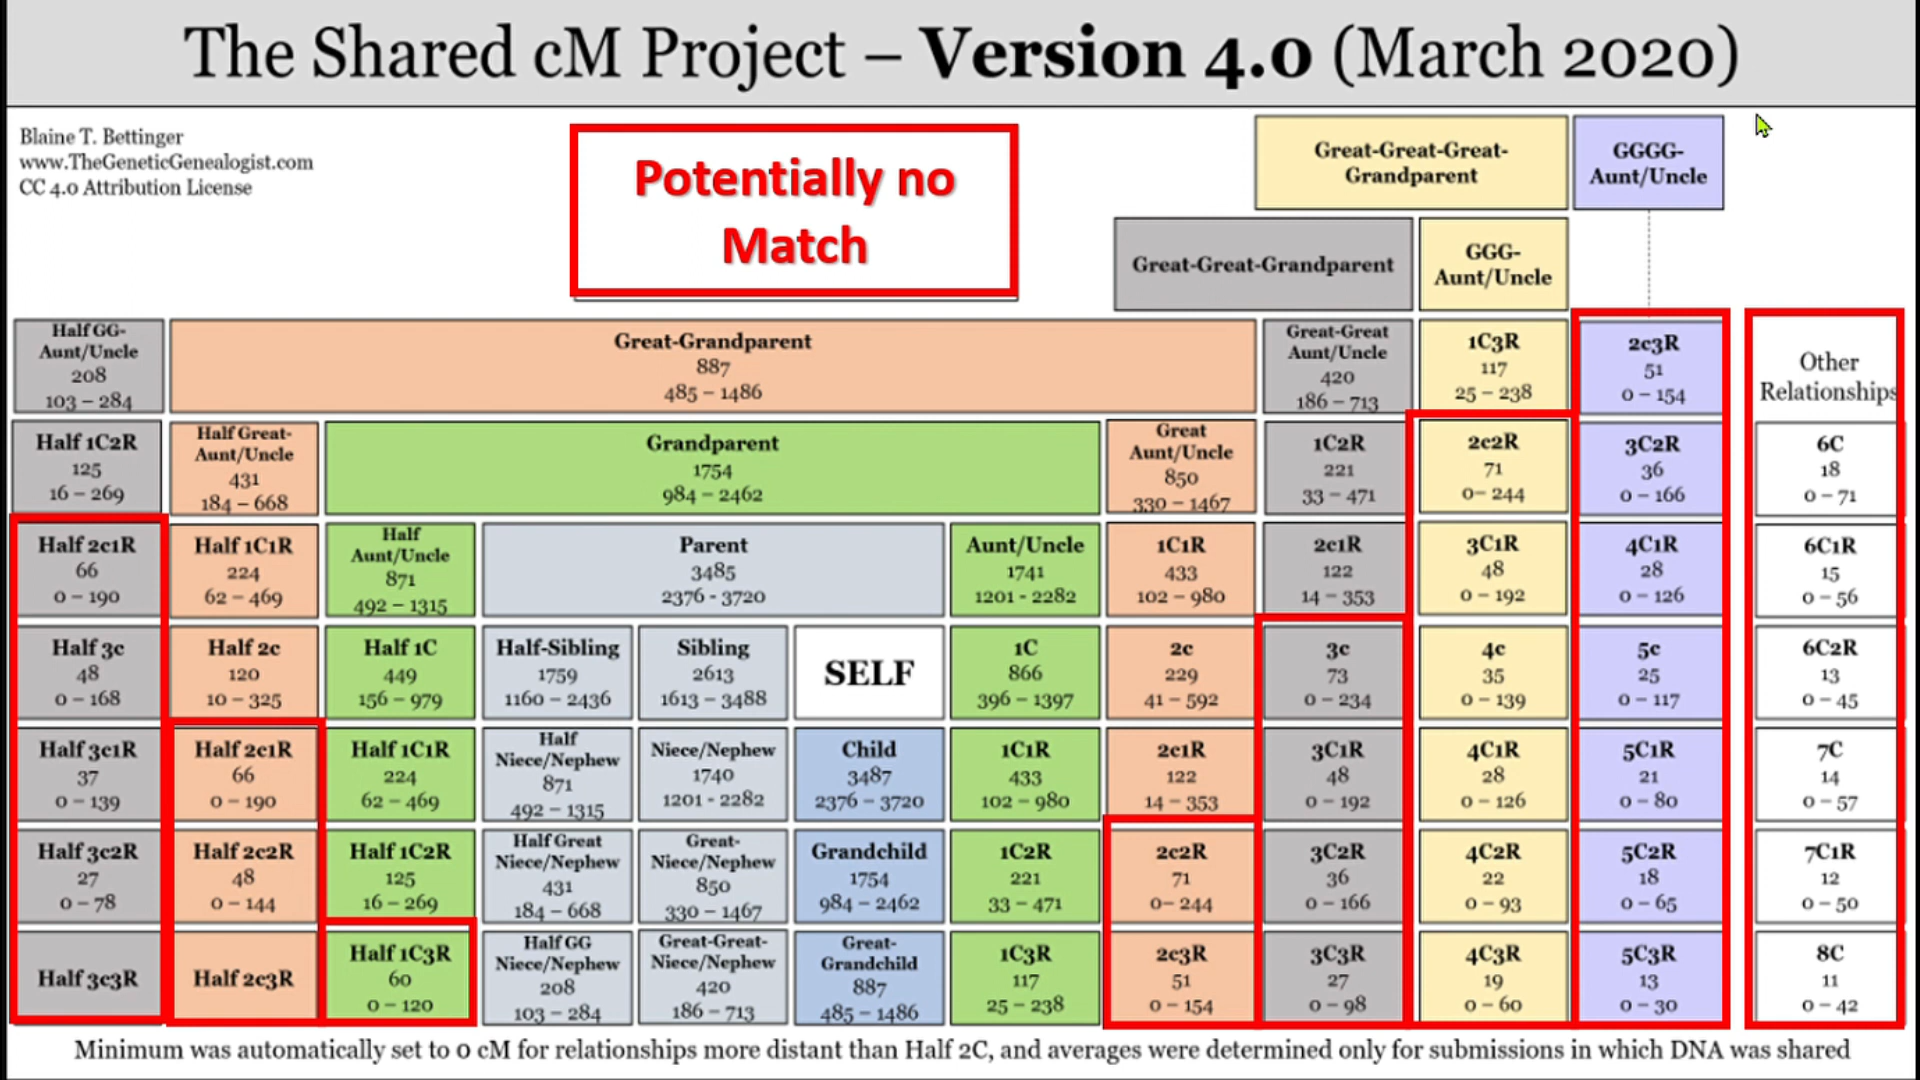 The Shared cM Project – Version 4.0 (March 2020)
Blaine T. Bettinger
www.TheGeneticGenealogist.com
CC 4.0 Attribution License
Potentially no
Match
Great-Great-Great-
Grandparent
GGGG-
Aunt/Uncle
Great-Great-Grandparent
GGG-
Aunt/Uncle
Half GG-
Aunt/Uncle
208
103 – 284
Great-Grandparent
887
485 – 1486
Great-Great
Aunt/Uncle
420
186 – 713
1C3R
117
25 – 238
2c3R
51
0 – 154
Other
Relationships
Half 1C2R
125
16 – 269
Half Great-
Aunt/Uncle
431
184 – 668
Grandparent
1754
984 – 2462
Great
Aunt/Uncle
850
330 – 1467
1C2R
221
33 – 471
2c2R
71
0– 244
3C2R
36
0 – 166
6C
18
0 – 71
Half 2c1R
66
0 – 190
Half 1C1R
224
62 – 469
Half
Aunt/Uncle
871
492 – 1315
Parent
3485
2376 - 3720
Aunt/Uncle
1741
1201 - 2282
1C1R
433
102 – 980
2c1R
122
14 – 353
3C1R
48
0 – 192
4C1R
28
0 – 126
6C1R
15
0 – 56
Half 3c
48
0 – 168
Half 2c
120
10 – 325
Half 1C
449
156 – 979
Half-Sibling
1759
1160 – 2436
Sibling
2613
1613 – 3488
SELF
1C
866
396 – 1397
2c
229
41 – 592
3c
73
0 – 234
4c
35
0 – 139
5c
25
0 – 117
6C2R
13
0 – 45
Half 3c1R
37
0 – 139
Half 2c1R
66
0 – 190
Half 1C1R
224
62 – 469
Half
Niece/Nephew
871
492 – 1315
Niece/Nephew
1740
1201 - 2282
Child
3487
2376 – 3720
1C1R
433
102 – 980
2c1R
122
14 – 353
3C1R
48
0 – 192
4C1R
28
0 – 126
5C1R
21
0 – 80
7C
14
0 – 57
Half 3c2R
27
0 – 78
Half 2c2R
48
0 – 144
Half 1C2R
125
16 – 269
Half Great
Niece/Nephew
431
184 – 668
Great-
Niece/Nephew
850
330 – 1467
Grandchild
1754
984 – 2462
1C2R
221
33 – 471
2c2R
71
0– 244
3C2R
36
0 – 166
4C2R
22
0 – 93
5C2R
18
0 – 65
7C1R
12
0 – 50
Half 3c3R
Half 2c3R
Half 1C3R
60
0 – 120
Half GG
Niece/Nephew
208
103 – 284
Great-Great-
Niece/Nephew
420
186 – 713
Great-
Grandchild
887
485 – 1486
1C3R
117
25 – 238
2c3R
51
0 – 154
3C3R
27
0 – 98
4C3R
19
0 – 60
5C3R
13
0 – 30
8C
11
0 – 42
Minimum was automatically set to 0 cM for relationships more distant than Half 2C, and averages were determined only for submissions in which DNA was shared